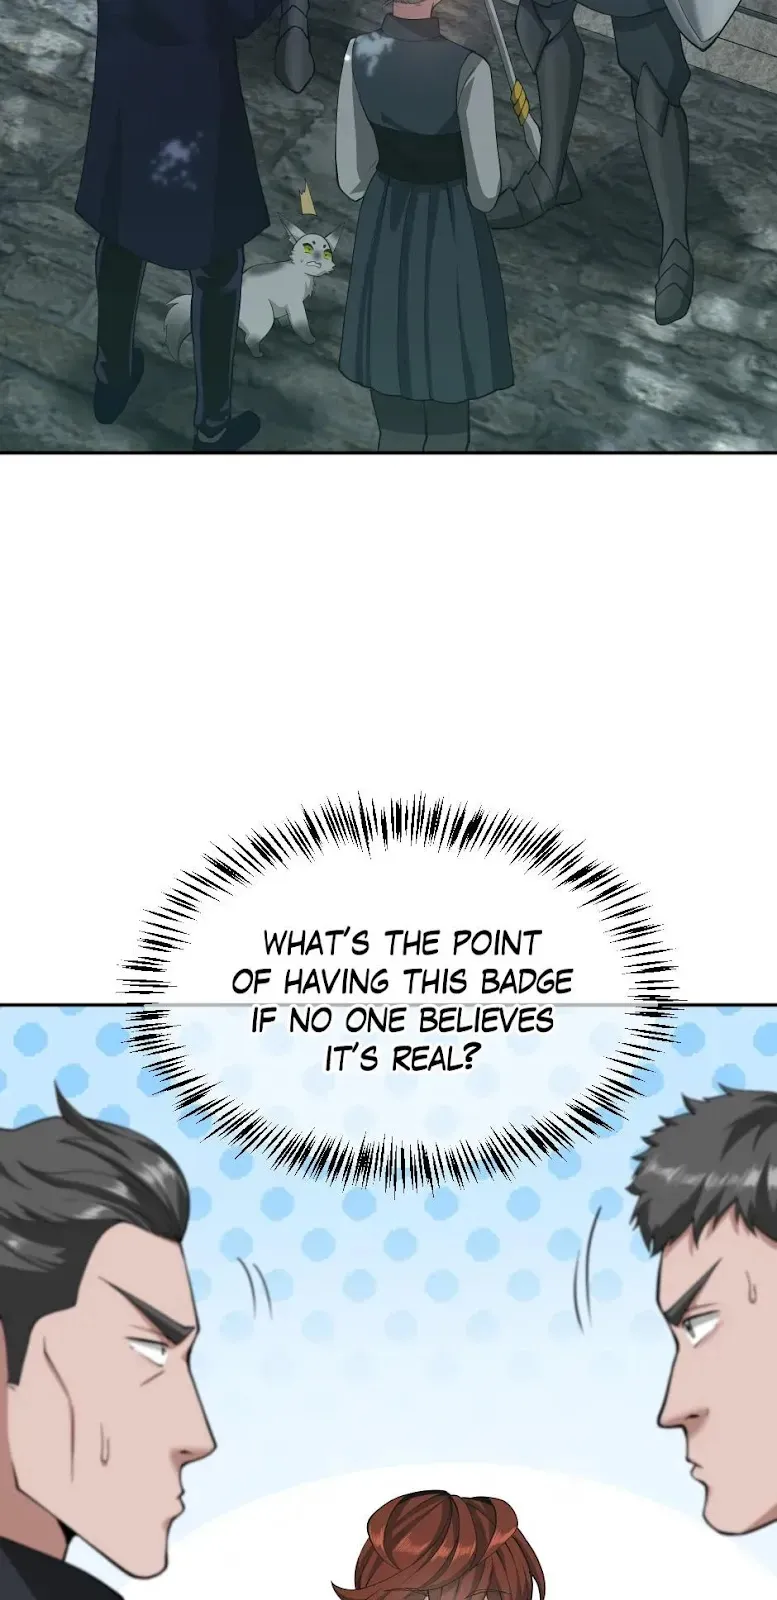 WHAT'S THE POINT
OF HAVING THIS BADGE
IF NO ONE BELIEVES
IT'S REAL?